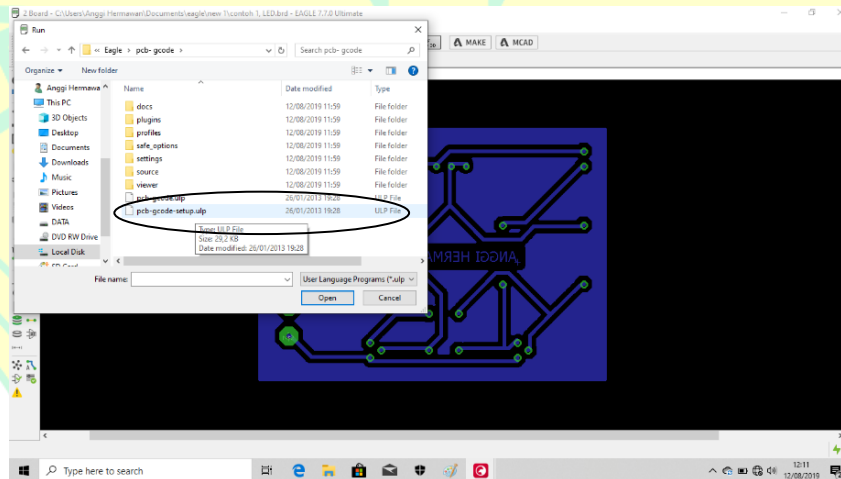 2 Board - C:\Users\Anggi Hermawan\Documents\eagle\new 1\contoh 1, LED.brd - EAGLE 7.7.0 Ultimate
Run
MAKE
MCAD
« Eagle › pcb- gcode ›
Search pcb- gcode
Organize
New folder
Name
Date modified
Type
Anggi Hermawa
This PC
3D Objects
Desktop
Documents
Downloads
Music
Pictures
Videos
DATA
DVD RW Drive
Local Disk
SD Card
docs 12/08/2019 11:59 File folder
plugins 12/08/2019 11:59 File folder
profiles 12/08/2019 11:59 File folder
safe_options 12/08/2019 11:59 File folder
settings 12/08/2019 11:59 File folder
source 12/08/2019 11:59 File folder
viewer 12/08/2019 11:59 File folder
pcb-gcode.ulp 26/01/2013 19:28 ULP File
pcb-gcode-setup.ulp 26/01/2013 19:28 ULP File
Type: ULP File
Size: 29,2 KB
Date modified: 26/01/2013 19:28
File name:
User Language Programs (*.ulp
Open
Cancel
ANGGI HERMA
Type here to search
12:11
12/08/2019